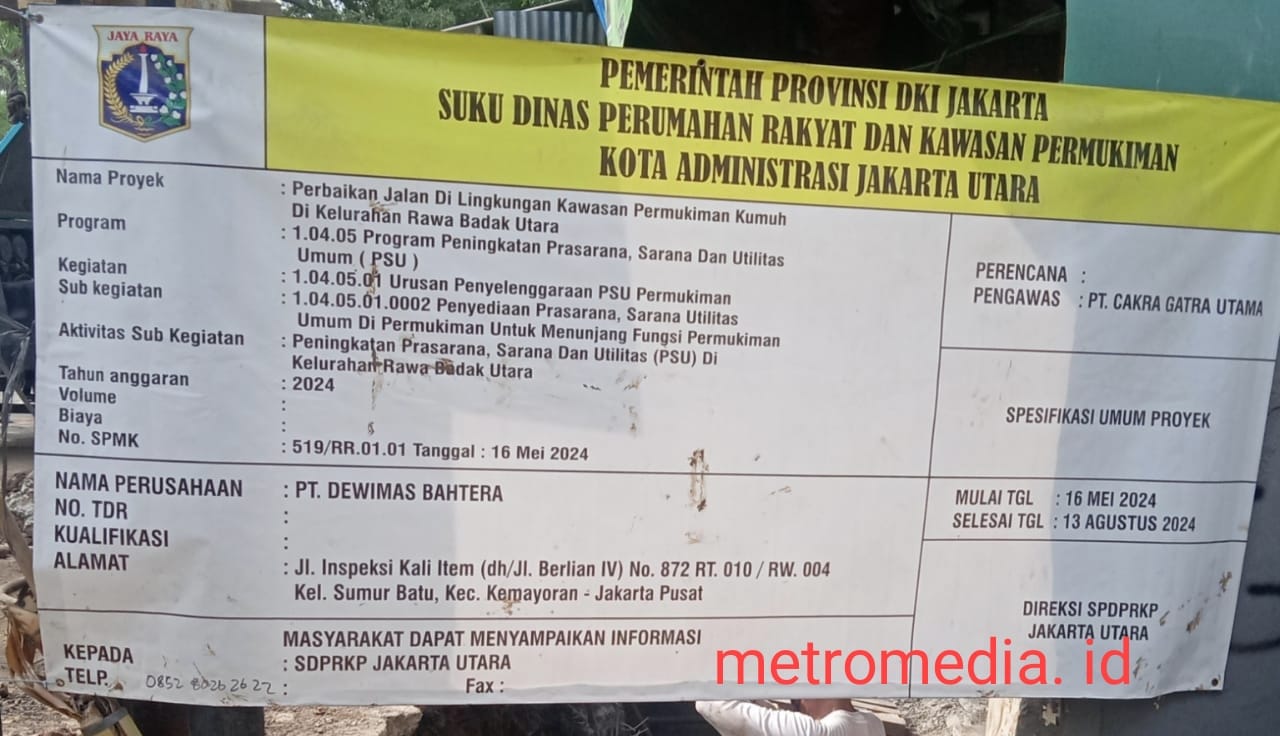 JAYA RAYA
PEMERINTAH PROVINSI DKI JAKARTA
SUKU DINAS PERUMAHAN RAKYAT DAN KAWASAN PERMUKIMAN
KOTA ADMINISTRASI JAKARTA UTARA
Nama Proyek : Perbaikan Jalan Di Lingkungan Kawasan Permukiman Kumuh
Di Kelurahan Rawa Badak Utara
Program : 1.04.05 Program Peningkatan Prasarana, Sarana Dan Utilitas
Umum ( PSU )
Kegiatan : 1.04.05.01 Urusan Penyelenggaraan PSU Permukiman
Sub kegiatan : 1.04.05.01.0002 Penyediaan Prasarana, Sarana Utilitas
Umum Di Permukiman Untuk Menunjang Fungsi Permukiman
Aktivitas Sub Kegiatan : Peningkatan Prasarana, Sarana Dan Utilitas (PSU) Di
Kelurahan Rawa Badak Utara
Tahun anggaran : 2024
Volume :
Biaya :
No. SPMK : 519/RR.01.01 Tanggal : 16 Mei 2024
PERENCANA :
PENGAWAS : PT. CAKRA GATRA UTAMA
SPESIFIKASI UMUM PROYEK
NAMA PERUSAHAAN : PT. DEWIMAS BAHTERA
NO. TDR :
KUALIFIKASI :
ALAMAT : Jl. Inspeksi Kali Item (dh/Jl. Berlian IV) No. 872 RT. 010 / RW. 004
Kel. Sumur Batu, Kec. Kemayoran - Jakarta Pusat
MULAI TGL : 16 MEI 2024
SELESAI TGL : 13 AGUSTUS 2024
DIREKSI SPDPRKP
JAKARTA UTARA
MASYARAKAT DAPAT MENYAMPAIKAN INFORMASI
KEPADA : SDPRKP JAKARTA UTARA
TELP. 0852 8026 26 22 : Fax :
metromedia. id